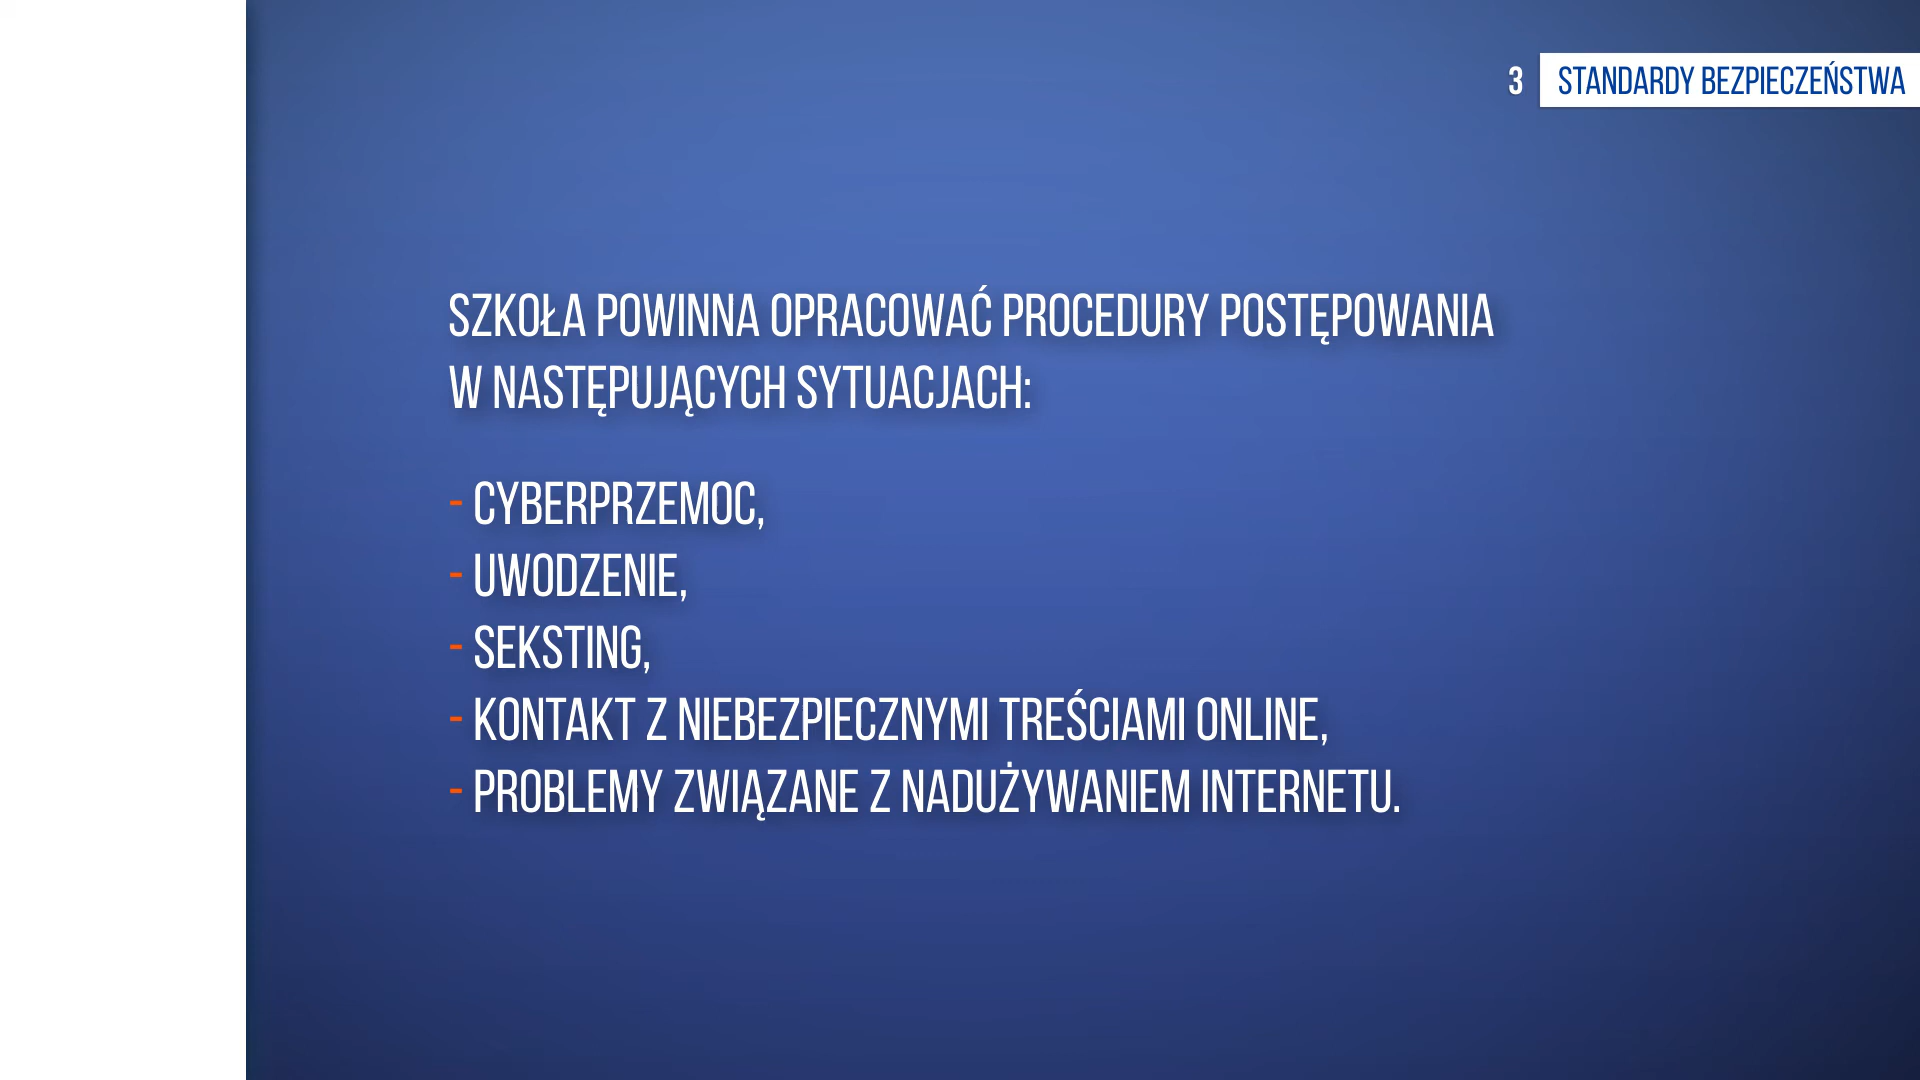 3 STANDARDY BEZPIECZEŃSTWA
SZKOŁA POWINNA OPRACOWAĆ PROCEDURY POSTĘPOWANIA
W NASTĘPUJĄCYCH SYTUACJACH:
- CYBERPRZEMOC,
- UWODZENIE,
- SEKSTING,
- KONTAKT Z NIEBEZPIECZNYMI TREŚCIAMI ONLINE,
- PROBLEMY ZWIĄZANE Z NADUŻYWANIEM INTERNETU.